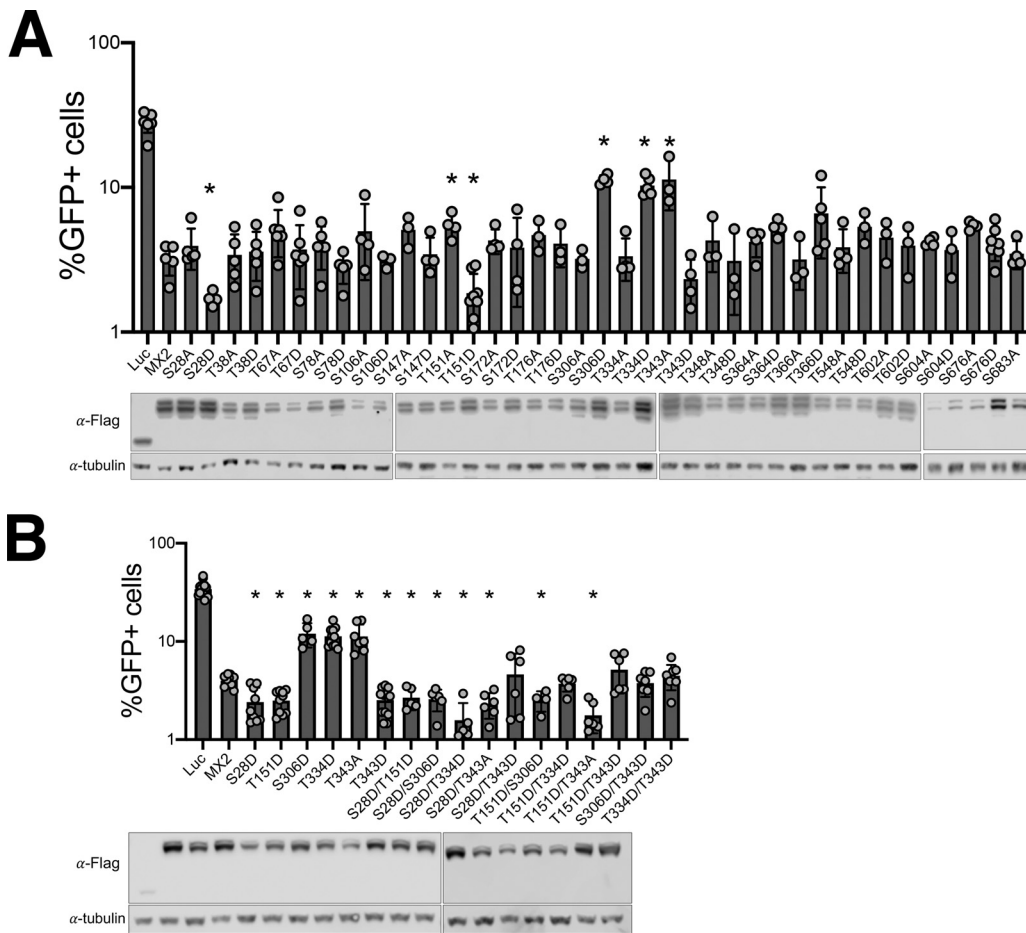 A
100
10
1
%GFP+ cells
* * * * * *
Luc
MX2
S28A
S28D
T38A
T38D
T67A
T67D
S78A
S78D
S106A
S106D
S147A
S147D
T151A
T151D
S172A
S172D
T176A
T176D
S306A
S306D
T334A
T334D
T343A
T343D
T348A
T348D
S364A
S364D
T366A
T366D
T548A
T548D
T602A
T602D
S604A
S604D
S676A
S676D
S683A
α-Flag
α-tubulin
B
100
10
1
%GFP+ cells
* * * * * * * * * * * *
Luc
MX2
S28D
T151D
S306D
T334D
T343A
T343D
S28D/T151D
S28D/S306D
S28D/T334D
S28D/T343A
S28D/T343D
T151D/S306D
T151D/T334D
T151D/T343A
T151D/T343D
S306D/T343D
T334D/T343D
α-Flag
α-tubulin